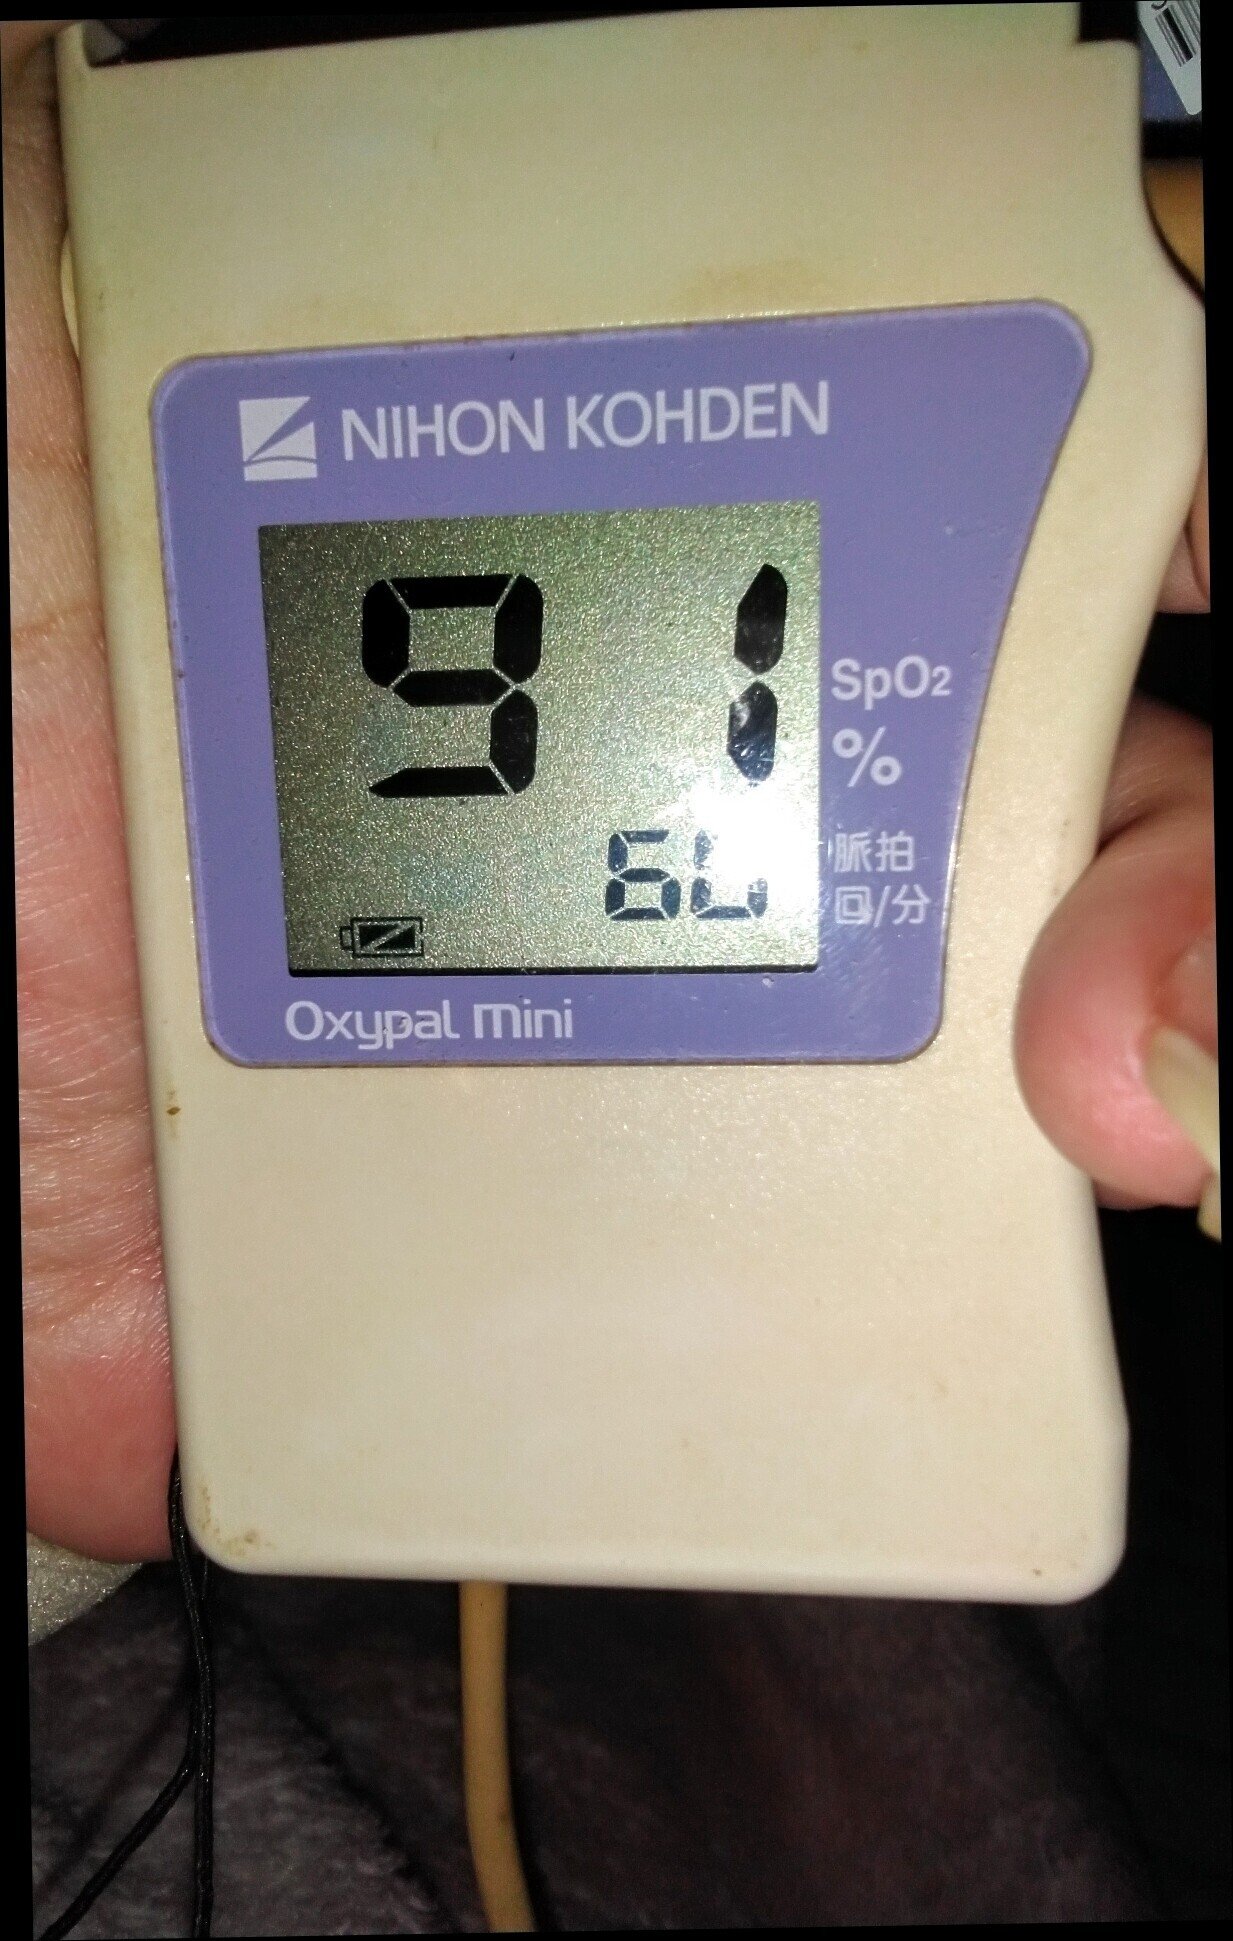 NIHON KOHDEN
91
SpO2
%
脈拍
回/分
Oxypal mini